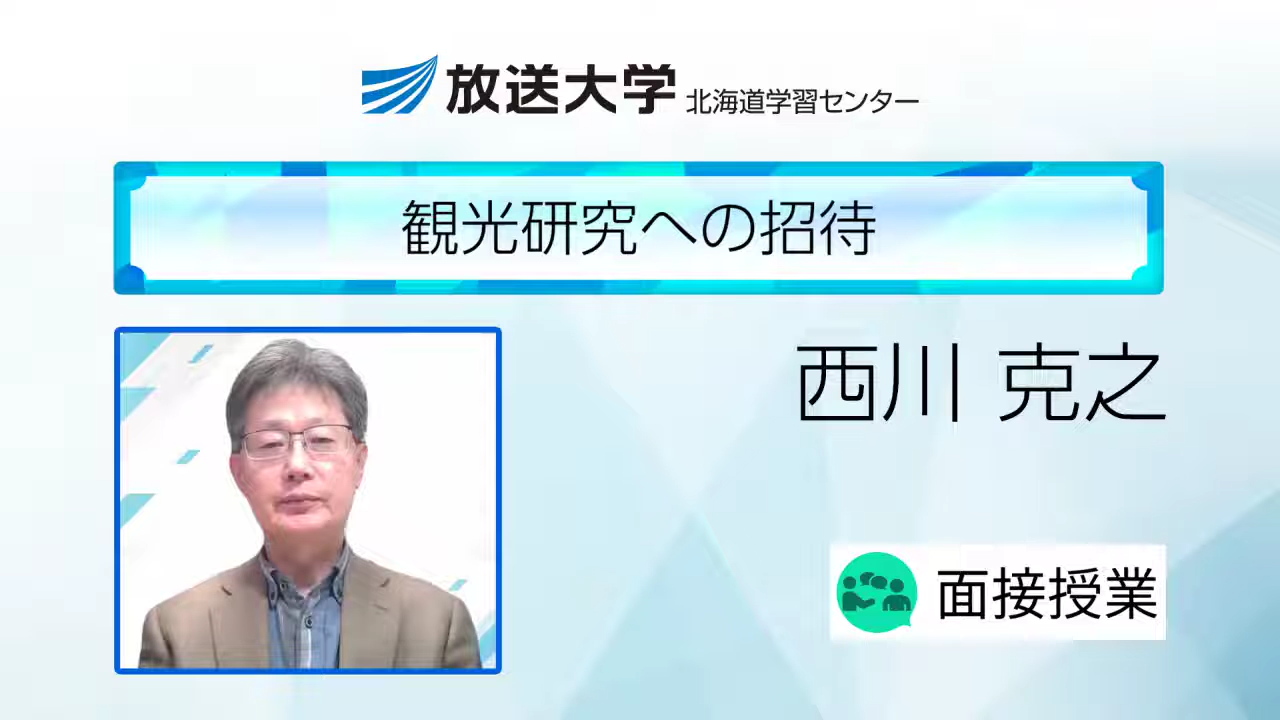 放送大学 北海道学習センター
観光研究への招待
西川 克之
面接授業